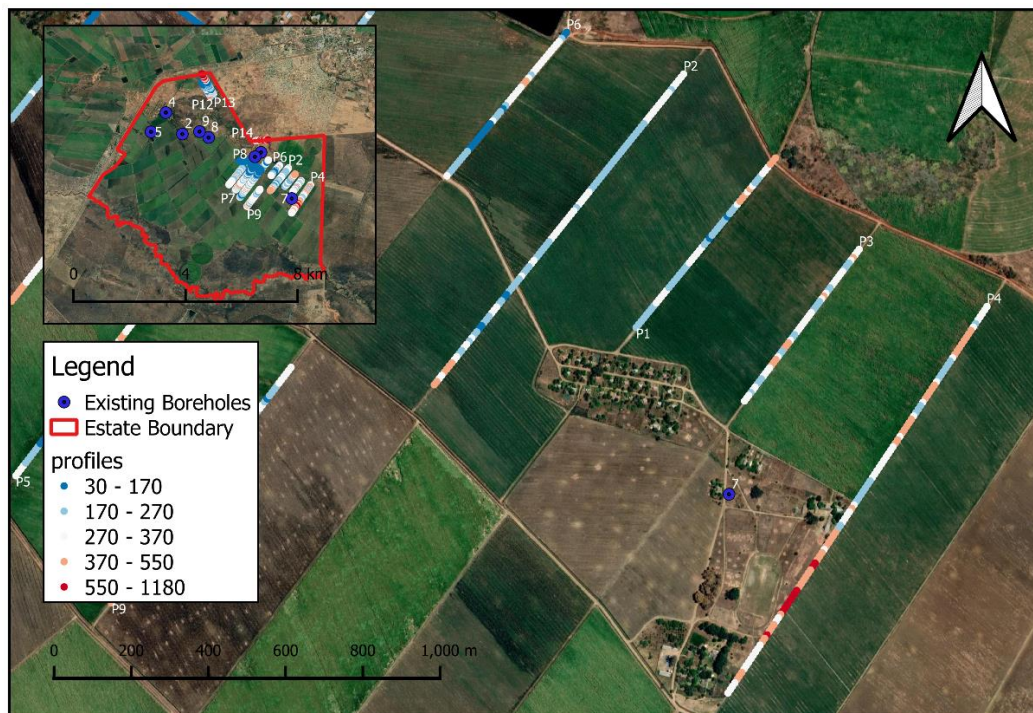 P6
P2
P12 P13
4
5
2
9
8
P14
P8
P6
P2
P4
P7
7
P9
0
4
8 km
P3
P4
P1
Legend
Existing Boreholes
Estate Boundary
profiles
30 - 170
170 - 270
270 - 370
370 - 550
550 - 1180
P5
7
P9
0 200 400 600 800 1,000 m